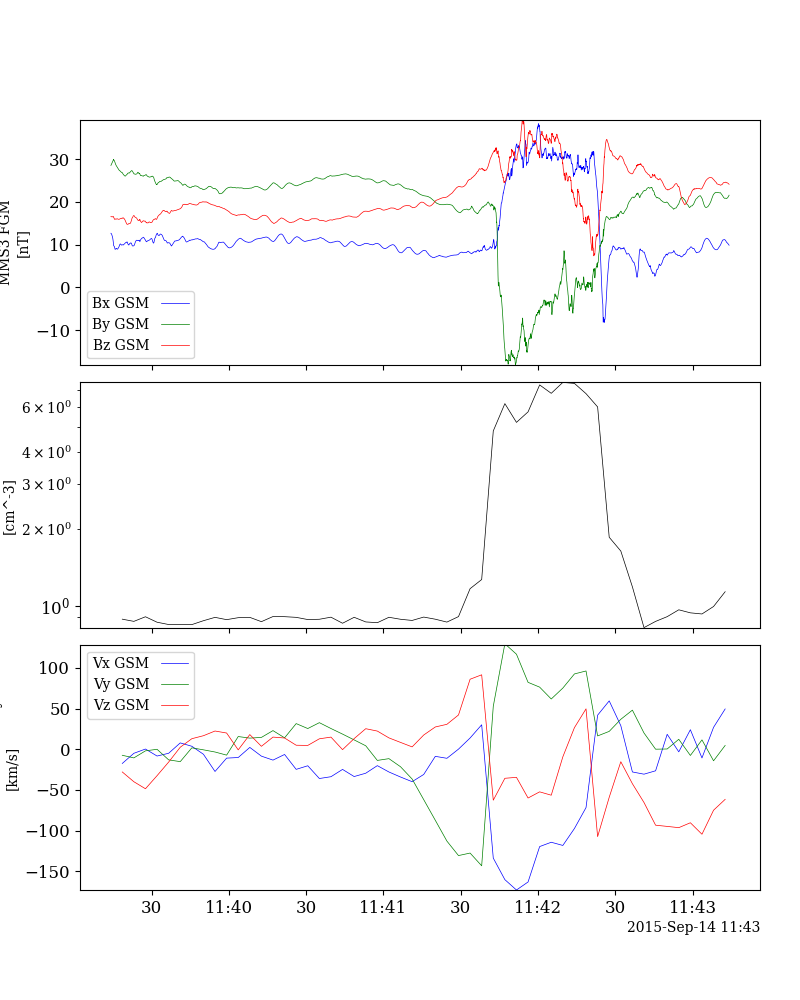 MMS3 FGM
[nT]
30
20
10
0
−10
Bx GSM
By GSM
Bz GSM
[cm^-3]
6 × 10⁰
4 × 10⁰
3 × 10⁰
2 × 10⁰
10⁰
[km/s]
100
50
0
−50
−100
−150
Vx GSM
Vy GSM
Vz GSM
30 11:40 30 11:41 30 11:42 30 11:43
2015-Sep-14 11:43